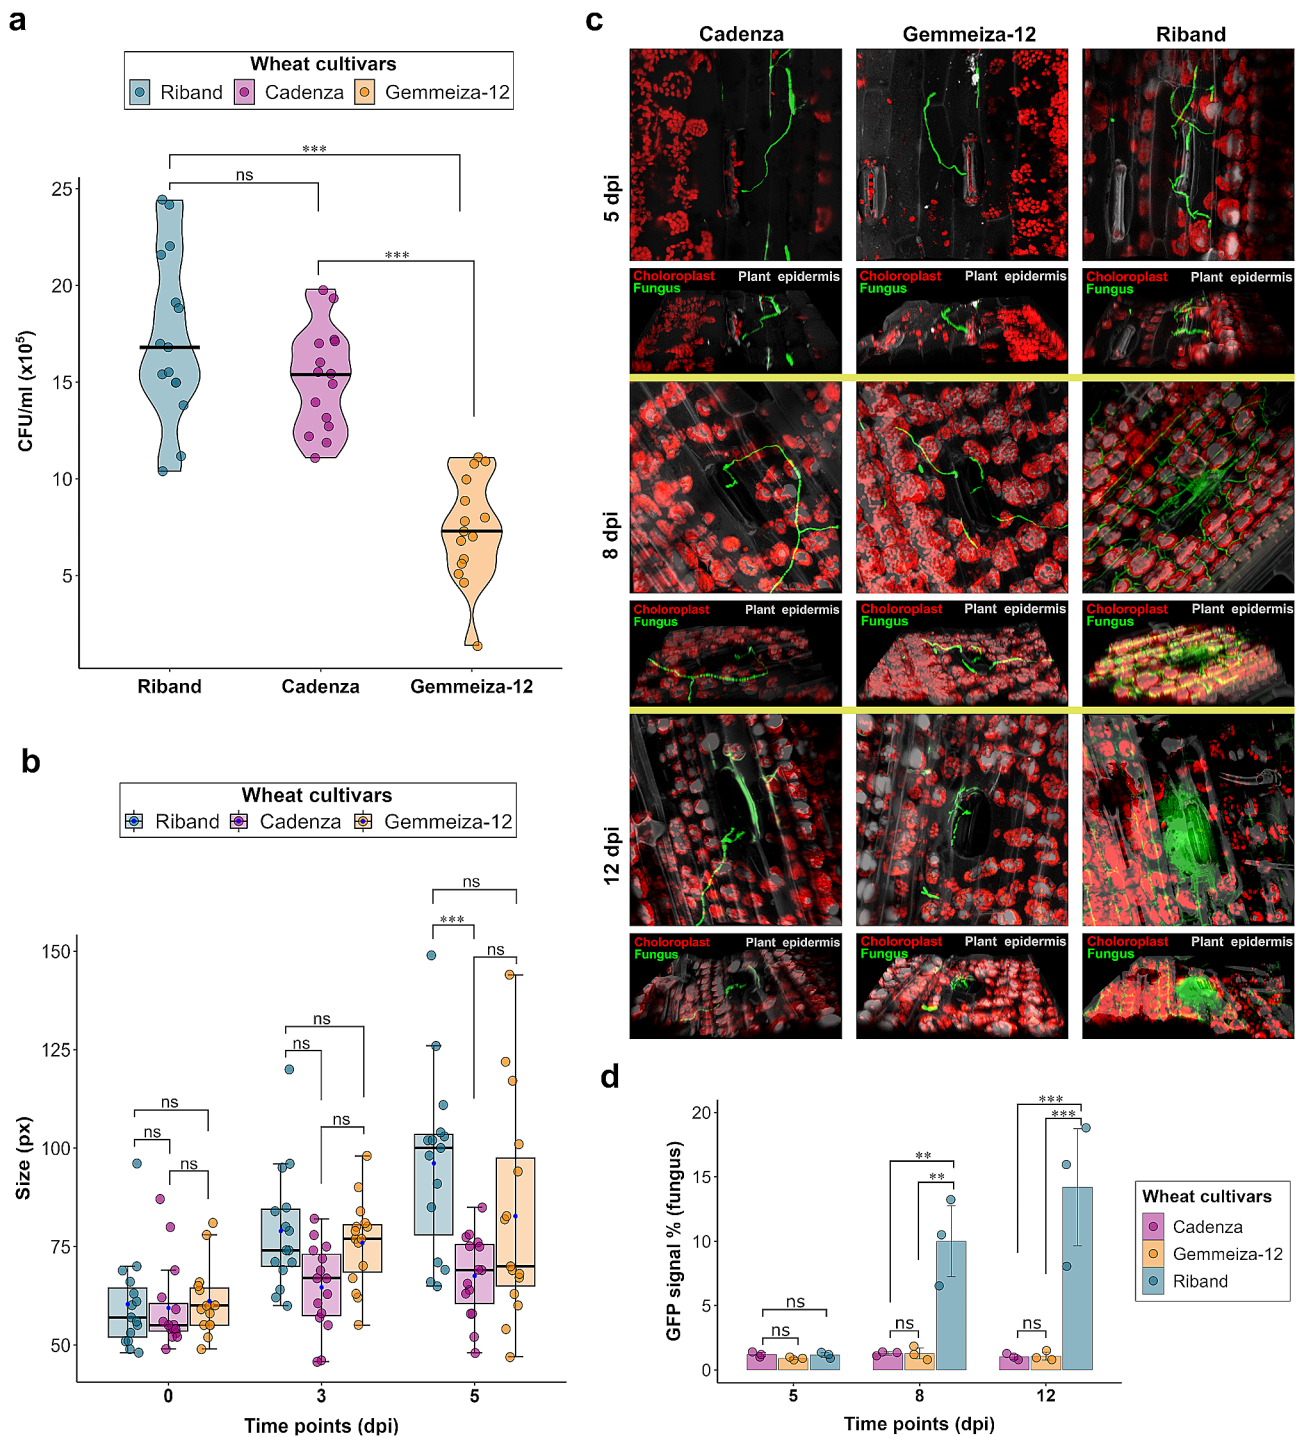 a
Wheat cultivars
Riband Cadenza Gemmeiza-12
***
ns
***
25
20
15
10
5
CFU/ml (x10⁵)
Riband Cadenza Gemmeiza-12
b
Wheat cultivars
Riband Cadenza Gemmeiza-12
ns
***
ns
ns
ns
ns
ns
ns
ns
150
125
100
75
50
Size (px)
0 3 5
Time points (dpi)
c
Cadenza Gemmeiza-12 Riband
5 dpi
Choloroplast Plant epidermis Choloroplast Plant epidermis Choloroplast Plant epidermis
Fungus Fungus Fungus
8 dpi
Choloroplast Plant epidermis Choloroplast Plant epidermis Choloroplast Plant epidermis
Fungus Fungus Fungus
12 dpi
Choloroplast Plant epidermis Choloroplast Plant epidermis Choloroplast Plant epidermis
Fungus Fungus Fungus
d
20
15
10
5
0
GFP signal % (fungus)
ns
ns
**
**
ns
***
***
ns
5 8 12
Time points (dpi)
Wheat cultivars
Cadenza
Gemmeiza-12
Riband